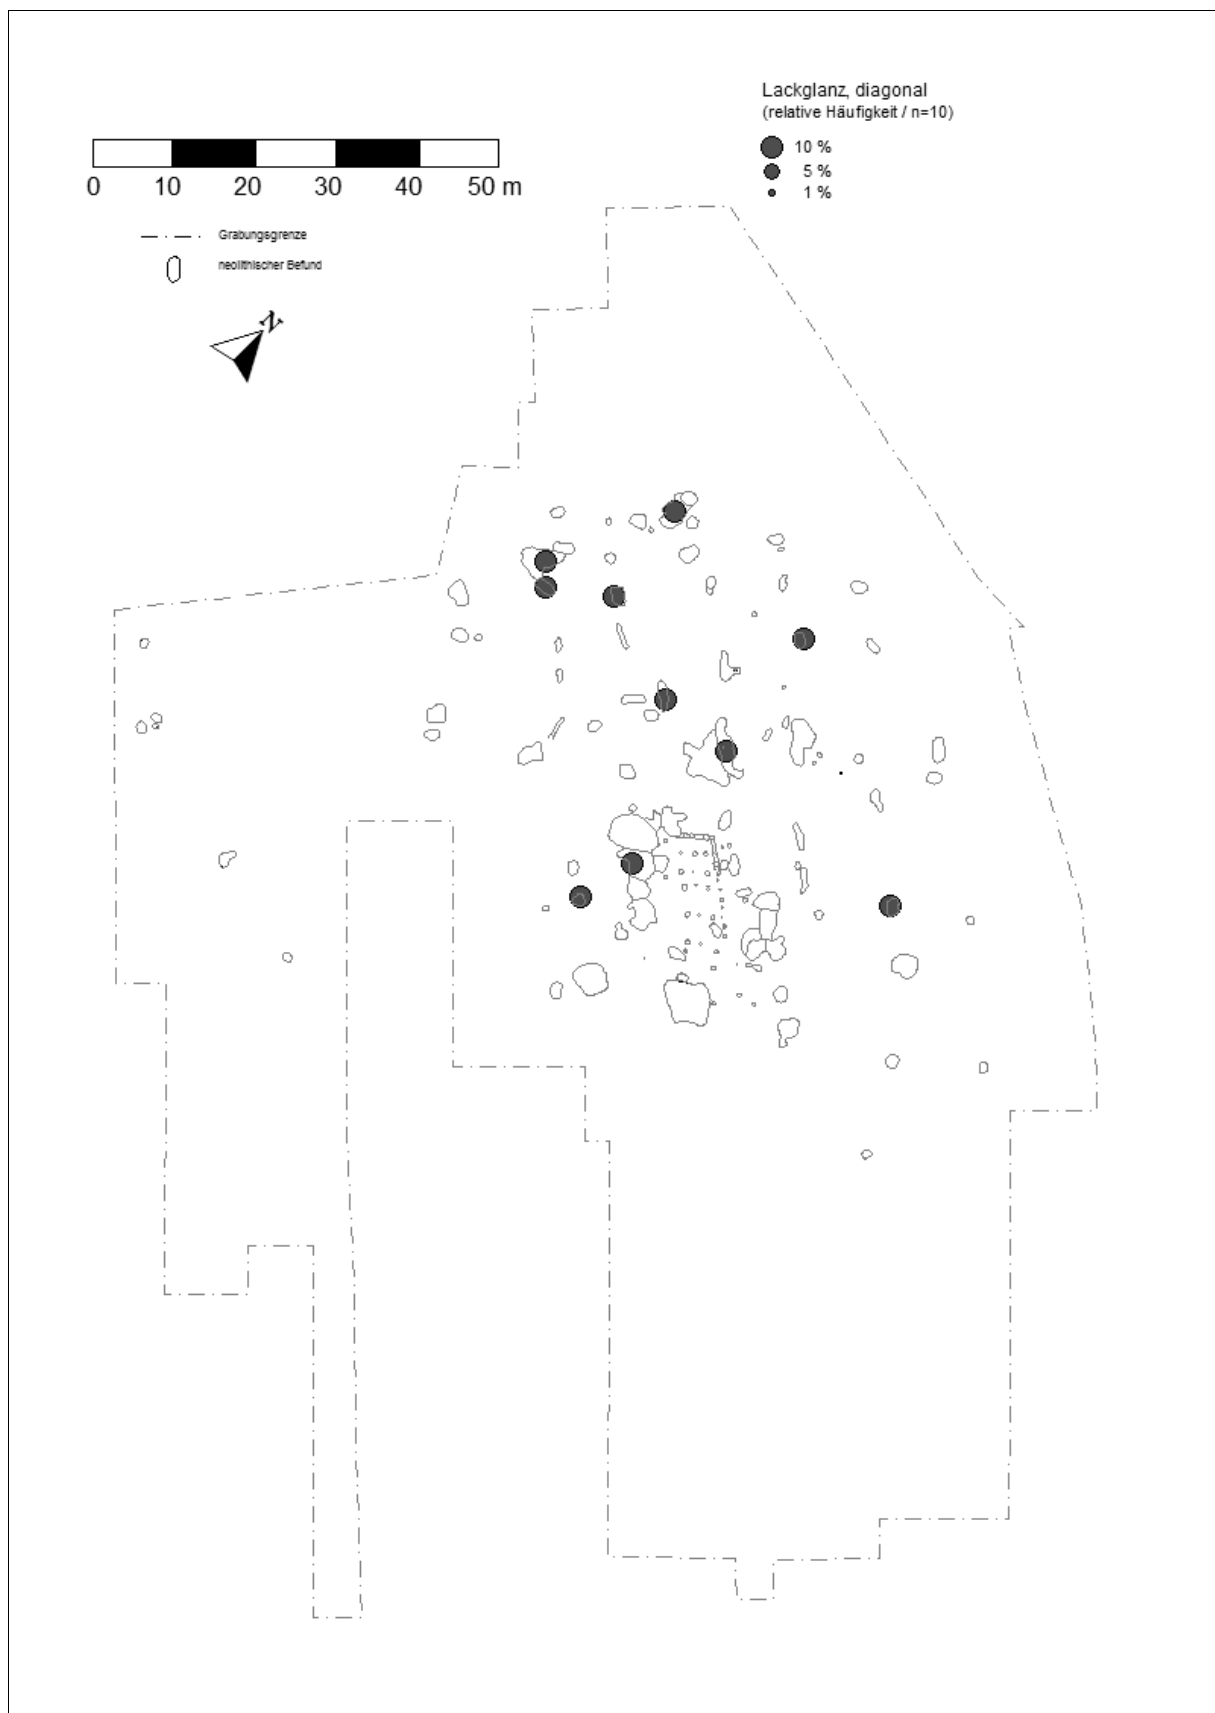 Lackglanz, diagonal
(relative Häufigkeit / n=10)
10 %
5 %
1 %
0 10 20 30 40 50 m
Grabungsgrenze
neolithischer Befund
N